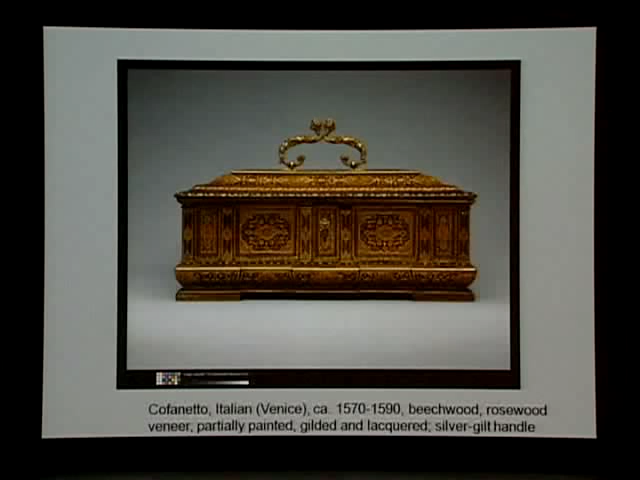 Cofanetto, Italian (Venice), ca. 1570-1590, beechwood, rosewood
veneer, partially painted, gilded and lacquered; silver-gilt handle